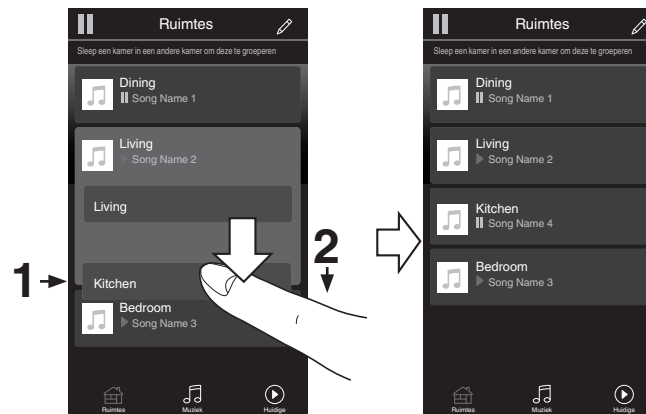 Ruimtes
Sleep een kamer in een andere kamer om deze te groeperen
Dining
Song Name 1
Living
Song Name 2
Living
Kitchen
Bedroom
Song Name 3
Ruimtes
Muziek
Huidige
1
2
Ruimtes
Sleep een kamer in een andere kamer om deze te groeperen
Dining
Song Name 1
Living
Song Name 2
Kitchen
Song Name 4
Bedroom
Song Name 3
Ruimtes
Muziek
Huidige